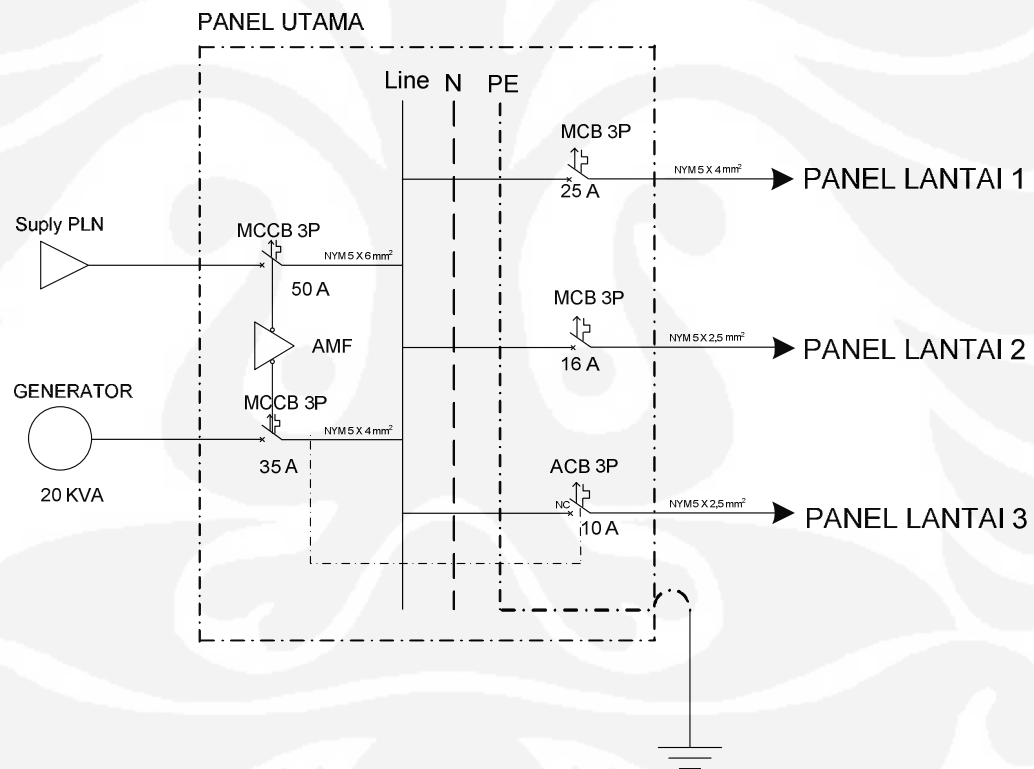 PANEL UTAMA
Line N PE
MCB 3P
NYM 5 X 4 mm²
25 A
PANEL LANTAI 1
Suply PLN
MCCB 3P
NYM 5 X 6 mm²
50 A
MCB 3P
NYM 5 X 2,5 mm²
16 A
PANEL LANTAI 2
AMF
GENERATOR
MCCB 3P
NYM 5 X 4 mm²
35 A
20 KVA
ACB 3P
NC
NYM 5 X 2,5 mm²
10 A
PANEL LANTAI 3